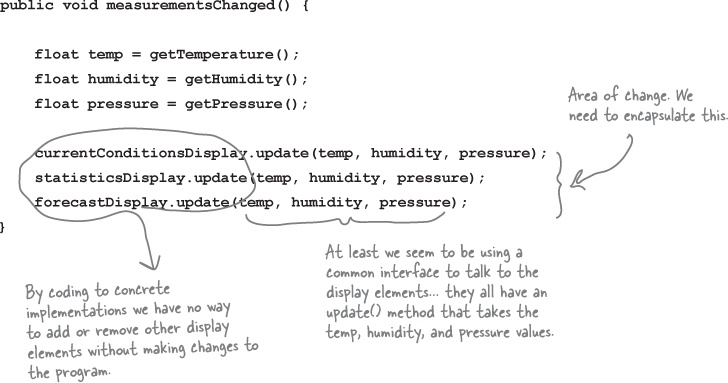 public void measurementsChanged() {
float temp = getTemperature();
float humidity = getHumidity();
float pressure = getPressure();
currentConditionsDisplay.update(temp, humidity, pressure);
statisticsDisplay.update(temp, humidity, pressure);
forecastDisplay.update(temp, humidity, pressure);
}
Area of change. We
need to encapsulate this.
By coding to concrete
implementations we have no way
to add or remove other display
elements without making changes to
the program.
At least we seem to be using a
common interface to talk to the
display elements... they all have an
update() method that takes the
temp, humidity, and pressure values.